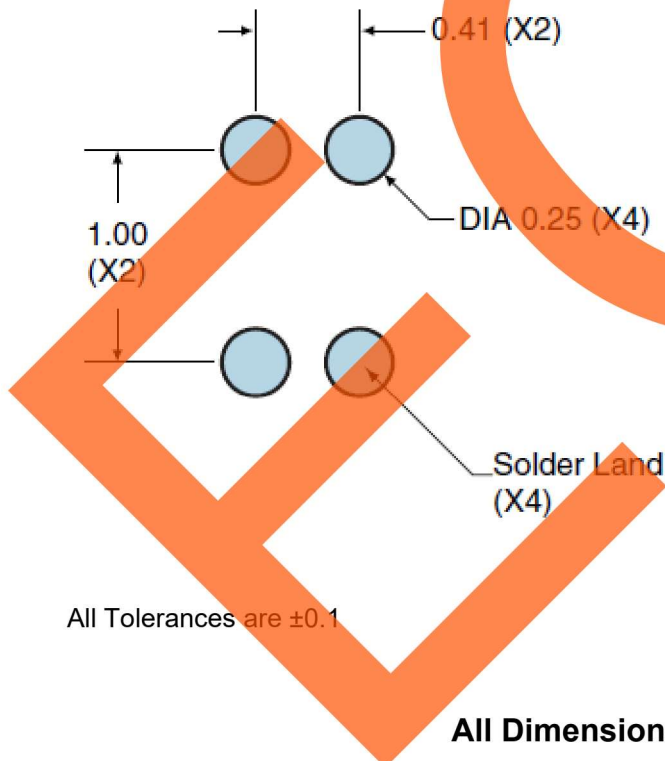 0.41 (X2)
DIA 0.25 (X4)
1.00
(X2)
Solder Land
(X4)
All Tolerances are ±0.1
All Dimension